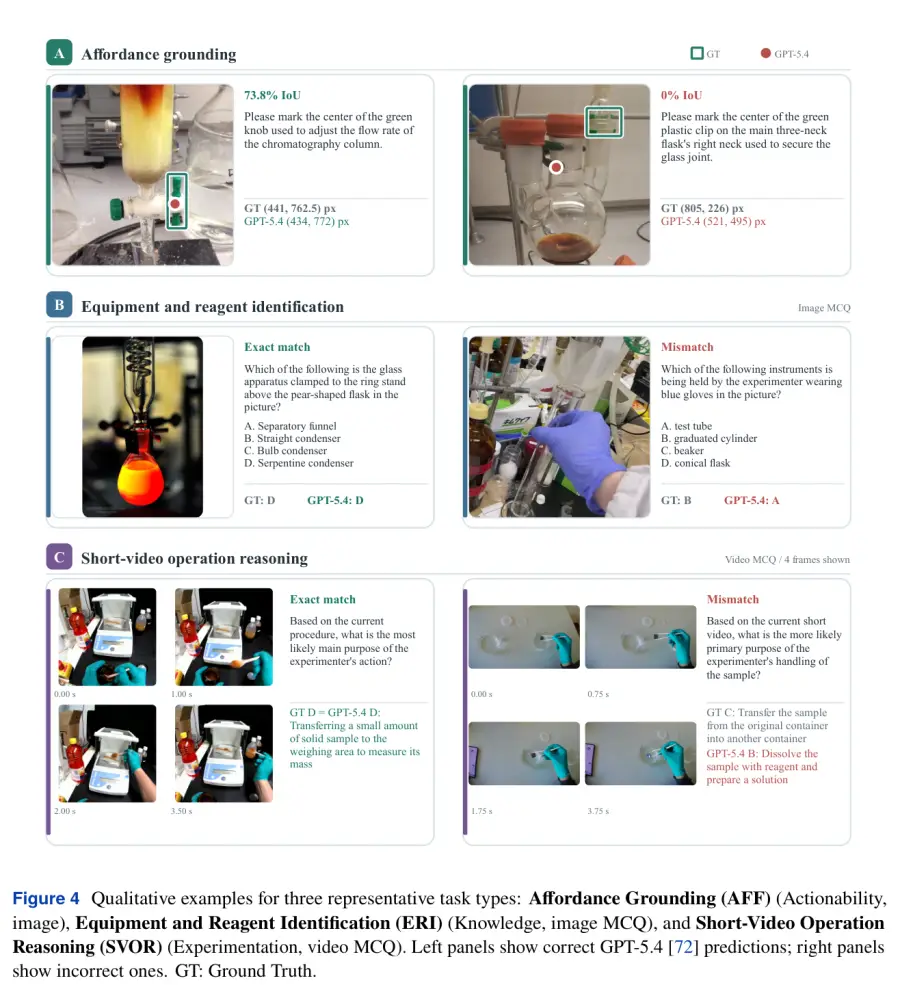 A Affordance grounding
GT
GPT-5.4
73.8% IoU
Please mark the center of the green
knob used to adjust the flow rate of
the chromatography column.
GT (441, 762.5) px
GPT-5.4 (434, 772) px
0% IoU
Please mark the center of the green
plastic clip on the main three-neck
flask's right neck used to secure the
glass joint.
GT (805, 226) px
GPT-5.4 (521, 495) px
B Equipment and reagent identification
Image MCQ
Exact match
Which of the following is the glass
apparatus clamped to the ring stand
above the pear-shaped flask in the
picture?
A. Separatory funnel
B. Straight condenser
C. Bulb condenser
D. Serpentine condenser
GT: D GPT-5.4: D
Mismatch
Which of the following instruments is
being held by the experimenter wearing
blue gloves in the picture?
A. test tube
B. graduated cylinder
C. beaker
D. conical flask
GT: B GPT-5.4: A
C Short-video operation reasoning
Video MCQ / 4 frames shown
0.00 s
1.00 s
2.00 s
3.50 s
Exact match
Based on the current
procedure, what is the most
likely main purpose of the
experimenter's action?
GT D = GPT-5.4 D:
Transferring a small amount
of solid sample to the
weighing area to measure its
mass
0.00 s
0.75 s
1.75 s
3.75 s
Mismatch
Based on the current short
video, what is the more likely
primary purpose of the
experimenter's handling of
the sample?
GT C: Transfer the sample
from the original container
into another container
GPT-5.4 B: Dissolve the
sample with reagent and
prepare a solution
Figure 4 Qualitative examples for three representative task types: Affordance Grounding (AFF) (Actionability,
image), Equipment and Reagent Identification (ERI) (Knowledge, image MCQ), and Short-Video Operation
Reasoning (SVOR) (Experimentation, video MCQ). Left panels show correct GPT-5.4 [72] predictions; right panels
show incorrect ones. GT: Ground Truth.